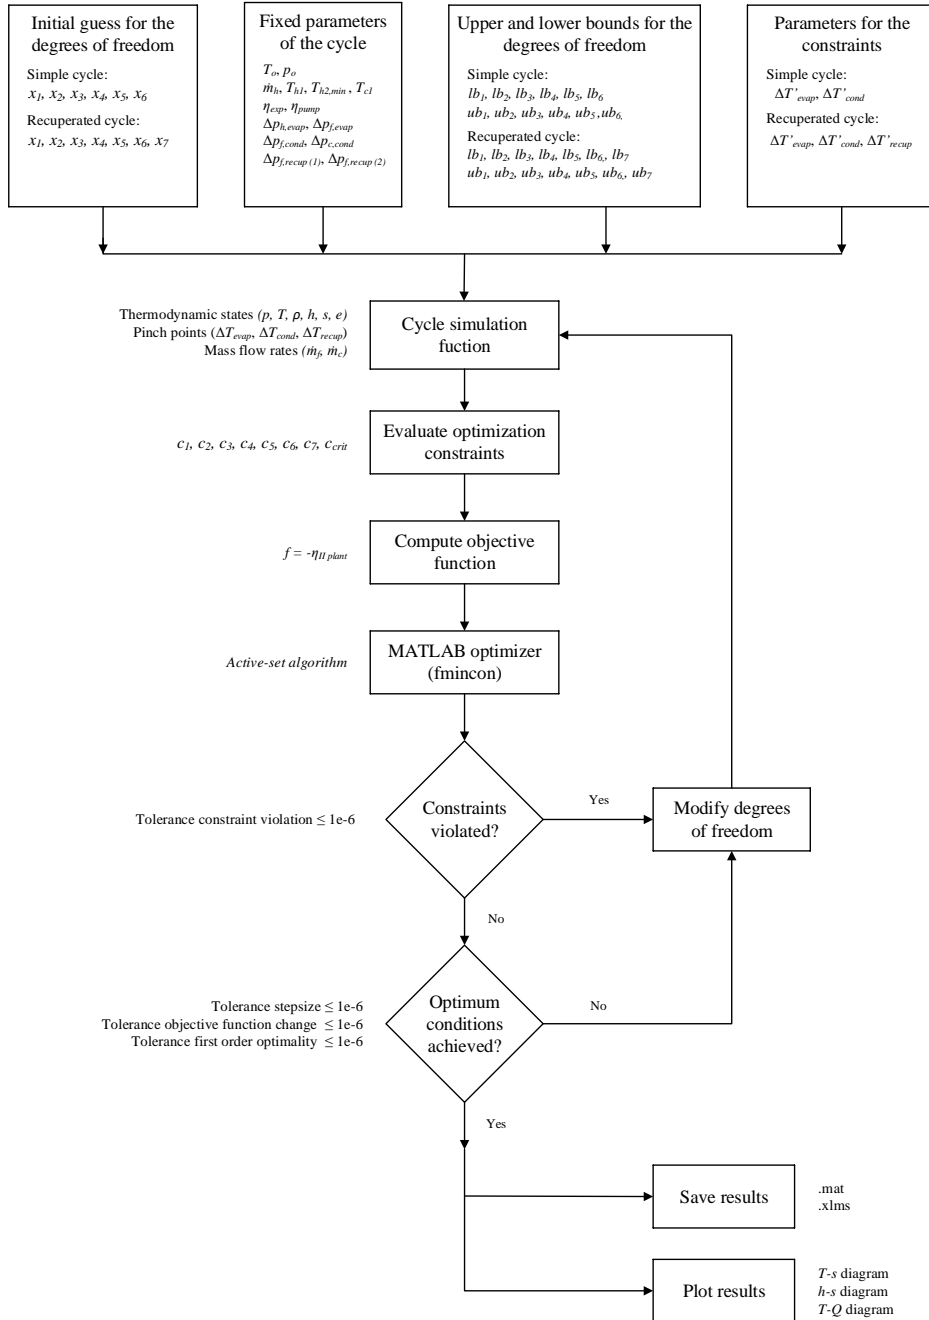 Initial guess for the
degrees of freedom
Simple cycle:
x1, x2, x3, x4, x5, x6
Recuperated cycle:
x1, x2, x3, x4, x5, x6, x7
Fixed parameters
of the cycle
To, po
ṁh, Th1, Th2,min , Tc1
ηexp, ηpump
Δph,evap, Δpf,evap
Δpf,cond, Δpc,cond
Δpf,recup (1), Δpf,recup (2)
Upper and lower bounds for the
degrees of freedom
Simple cycle:
lb1, lb2, lb3, lb4, lb5, lb6
ub1, ub2, ub3, ub4, ub5 ,ub6,
Recuperated cycle:
lb1, lb2, lb3, lb4, lb5, lb6,, lb7
ub1, ub2, ub3, ub4, ub5, ub6,, ub7
Parameters for the
constraints
Simple cycle:
ΔT'evap, ΔT'cond
Recuperated cycle:
ΔT'evap, ΔT'cond, ΔT'recup
Thermodynamic states (p, T, ρ, h, s, e)
Pinch points (ΔTevap, ΔTcond, ΔTrecup)
Mass flow rates (ṁf, ṁc)
Cycle simulation
fuction
c1, c2, c3, c4, c5, c6, c7, ccrit
Evaluate optimization
constraints
f = -ηII plant
Compute objective
function
Active-set algorithm
MATLAB optimizer
(fmincon)
Tolerance constraint violation ≤ 1e-6
Constraints
violated?
Yes
Modify degrees
of freedom
No
Tolerance stepsize ≤ 1e-6
Tolerance objective function change ≤ 1e-6
Tolerance first order optimality ≤ 1e-6
Optimum
conditions
achieved?
No
Yes
Save results
.mat
.xlms
Plot results
T-s diagram
h-s diagram
T-Q diagram